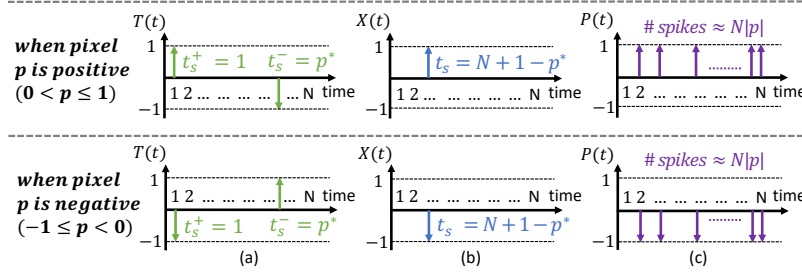 T(t) X(t) P(t)
when pixel
p is positive
(0 < p ≤ 1)
1 t_s^+ = 1 t_s^- = p^*
1 t_s = N + 1 − p^*
1 # spikes ≈ N|p|
1 2 ... ... ... ... ... N time
1 2 ... ... ... ... ... N time
1 2 ... ... ... ... ... N time
−1 −1 −1
T(t) X(t) P(t)
when pixel
p is negative
(−1 ≤ p < 0)
1 1 1 # spikes ≈ N|p|
1 2 ... ... ... ... ... N time
1 2 ... ... ... ... ... N time
1 2 ... ... ... ... ... N time
−1 t_s^+ = 1 t_s^- = p^*
−1 t_s = N + 1 − p^*
−1
(a) (b) (c)